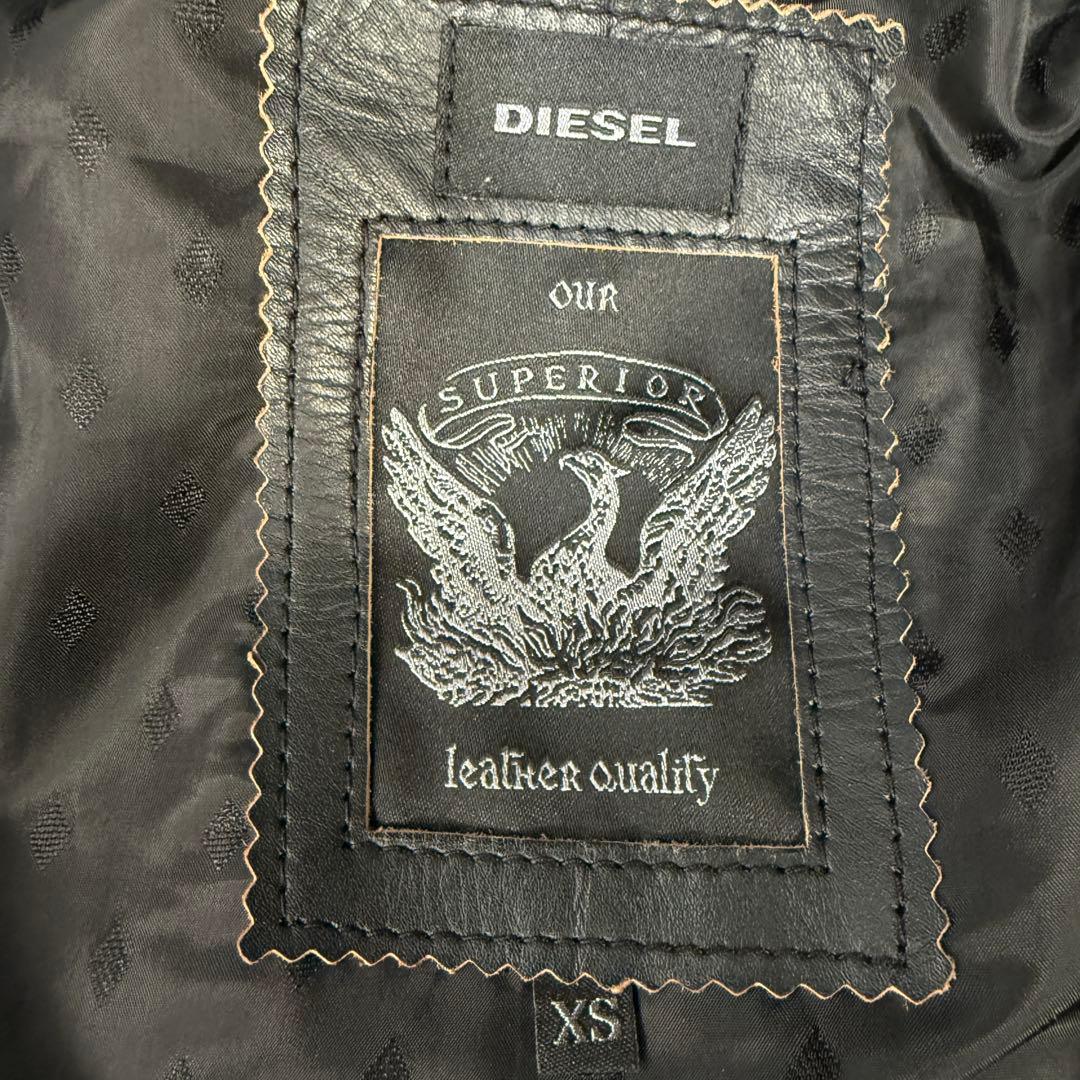 DIESEL
OUR
SUPERIOR
leather Quality
XS